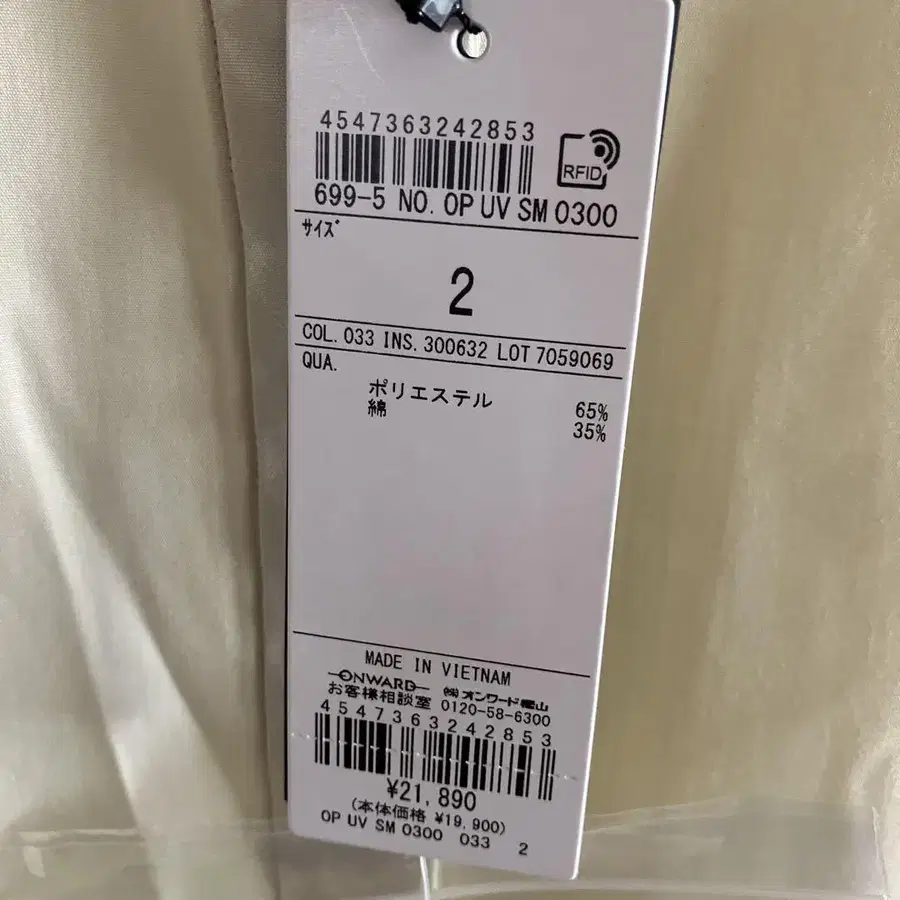 4547363242853
RFID
699-5 NO. OP UV SM 0300
サイズ
2
COL. 033 INS. 300632 LOT 7059069
QUA.
ポリエステル 65%
綿 35%
MADE IN VIETNAM
ONWARD ㈱オンワード樫山
お客様相談室 0120-58-6300
4547363242853
¥21,890
(本体価格 ¥19,900)
OP UV SM 0300 033 2